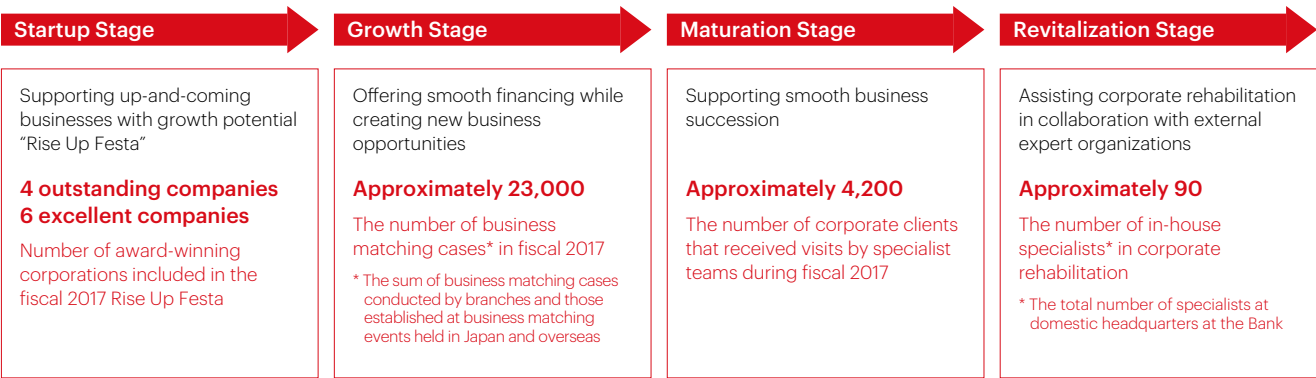 Startup Stage
Supporting up-and-coming
businesses with growth potential
“Rise Up Festa”
4 outstanding companies
6 excellent companies
Number of award-winning
corporations included in the
fiscal 2017 Rise Up Festa
Growth Stage
Offering smooth financing while
creating new business
opportunities
Approximately 23,000
The number of business
matching cases* in fiscal 2017
* The sum of business matching cases
conducted by branches and those
established at business matching
events held in Japan and overseas
Maturation Stage
Supporting smooth business
succession
Approximately 4,200
The number of corporate clients
that received visits by specialist
teams during fiscal 2017
Revitalization Stage
Assisting corporate rehabilitation
in collaboration with external
expert organizations
Approximately 90
The number of in-house
specialists* in corporate
rehabilitation
* The total number of specialists at
domestic headquarters at the Bank